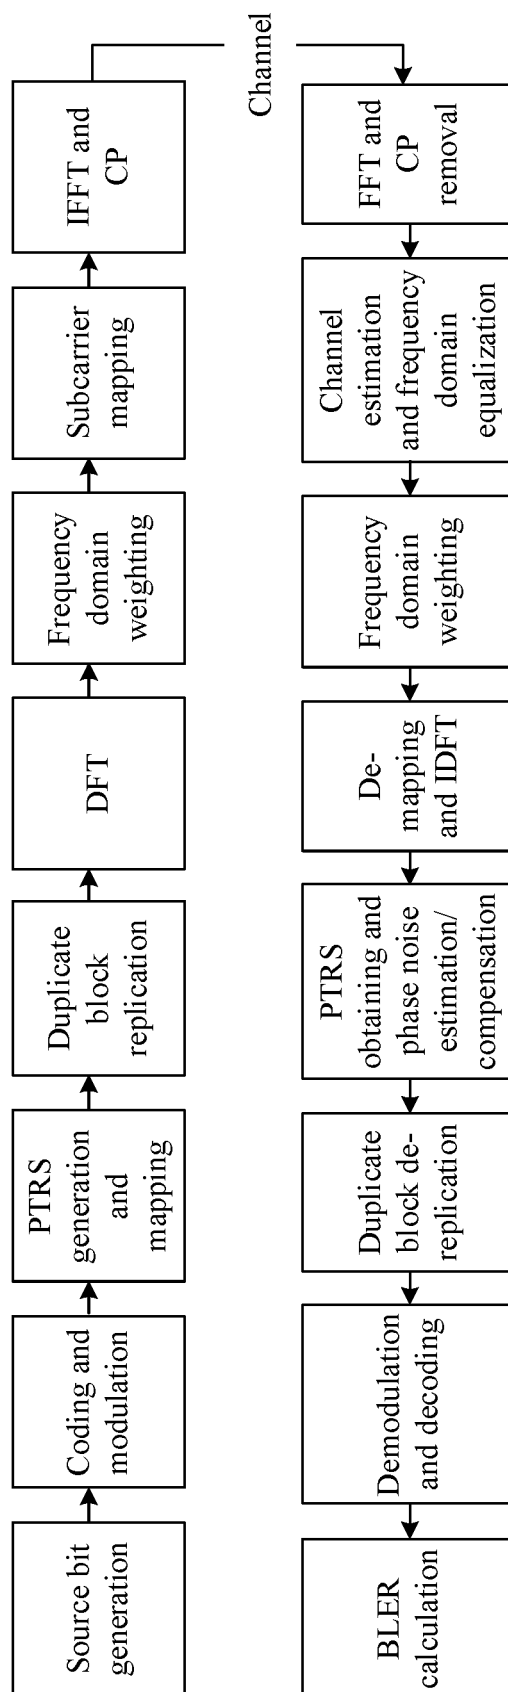 Source bit
generation
Coding and
modulation
PTRS
generation
and
mapping
Duplicate
block
replication
DFT
Frequency
domain
weighting
Subcarrier
mapping
IFFT and
CP
Channel
FFT and
CP
removal
Channel
estimation
and frequency
domain
equalization
Frequency
domain
weighting
De-
mapping
and IDFT
PTRS
obtaining and
phase noise
estimation/
compensation
Duplicate
block de-
replication
Demodulation
and decoding
BLER
calculation